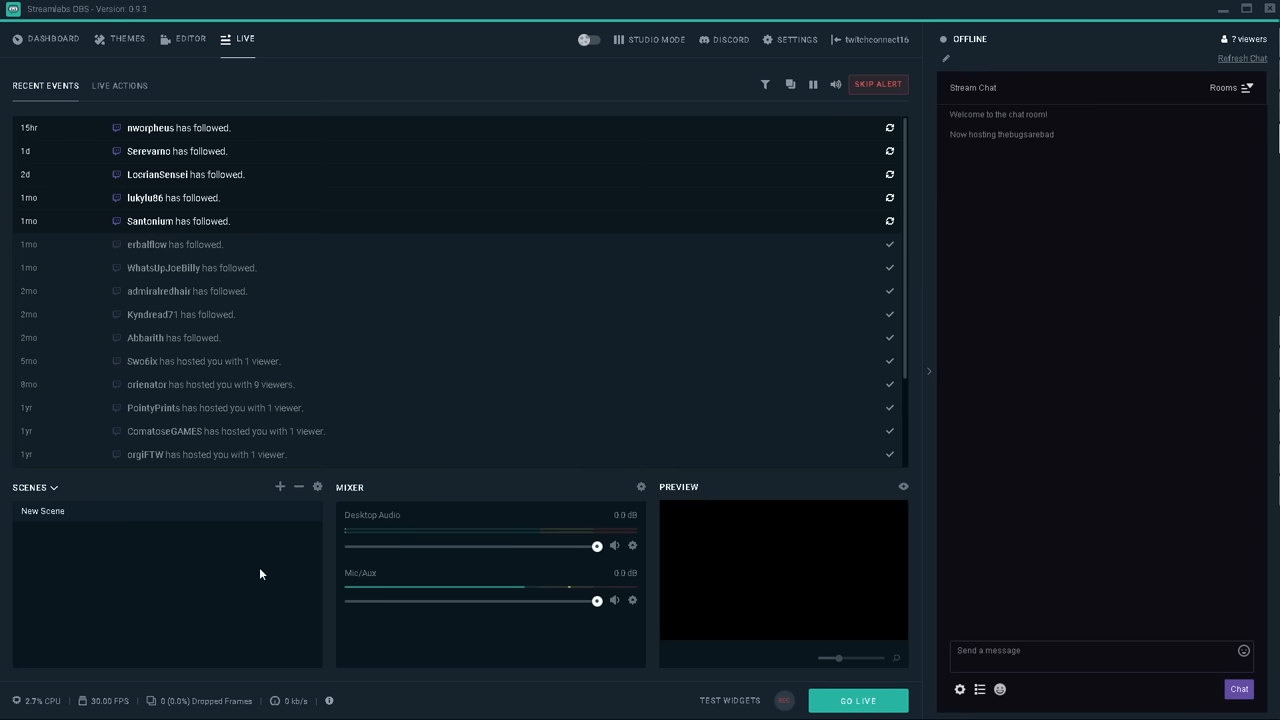 Streamlabs OBS - Version: 0.9.3
DASHBOARD THEMES EDITOR LIVE STUDIO MODE DISCORD SETTINGS twitchconnect16
RECENT EVENTS LIVE ACTIONS SKIP ALERT
15hr nworpheus has followed.
1d Serevarno has followed.
2d LocrianSensei has followed.
1mo lukylu86 has followed.
1mo Santonium has followed.
1mo erbalflow has followed.
1mo WhatsUpJoeBilly has followed.
2mo admiralredhair has followed.
2mo Kyndread71 has followed.
2mo Abbarith has followed.
5mo Swo6ix has hosted you with 1 viewer.
8mo orienator has hosted you with 9 viewers.
1yr PointyPrints has hosted you with 1 viewer.
1yr ComatoseGAMES has hosted you with 1 viewer.
1yr orgiFTW has hosted you with 1 viewer.
SCENES
New Scene
MIXER
Desktop Audio 0.0 dB
Mic/Aux 0.0 dB
PREVIEW
2.7% CPU 30.00 FPS 0 (0.0%) Dropped Frames 0 kb/s
TEST WIDGETS REC GO LIVE
OFFLINE ? viewers
Refresh Chat
Stream Chat Rooms
Welcome to the chat room!
Now hosting thebugsarebad
Send a message
Chat